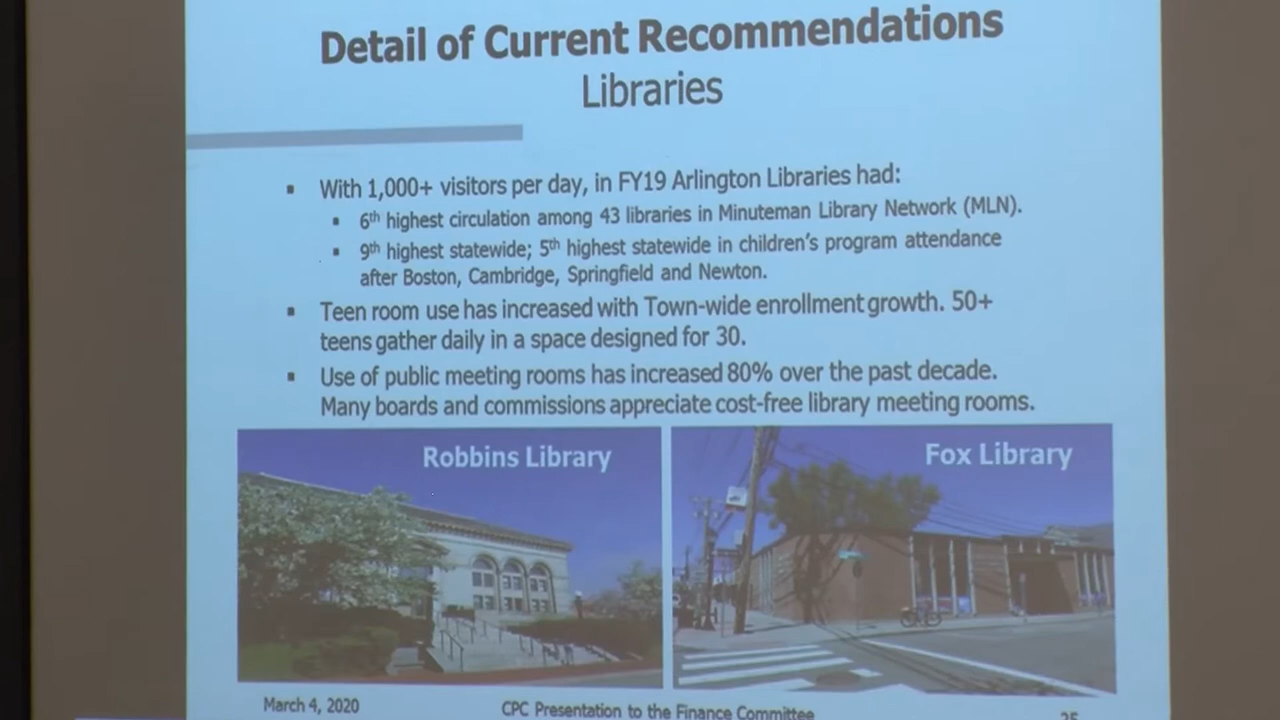 Detail of Current Recommendations
Libraries
▪ With 1,000+ visitors per day, in FY19 Arlington Libraries had:
▪ 6th highest circulation among 43 libraries in Minuteman Library Network (MLN).
▪ 9th highest statewide; 5th highest statewide in children's program attendance
after Boston, Cambridge, Springfield and Newton.
▪ Teen room use has increased with Town-wide enrollment growth. 50+
teens gather daily in a space designed for 30.
▪ Use of public meeting rooms has increased 80% over the past decade.
Many boards and commissions appreciate cost-free library meeting rooms.
Robbins Library
Fox Library
March 4, 2020
CPC Presentation to the Finance Committee